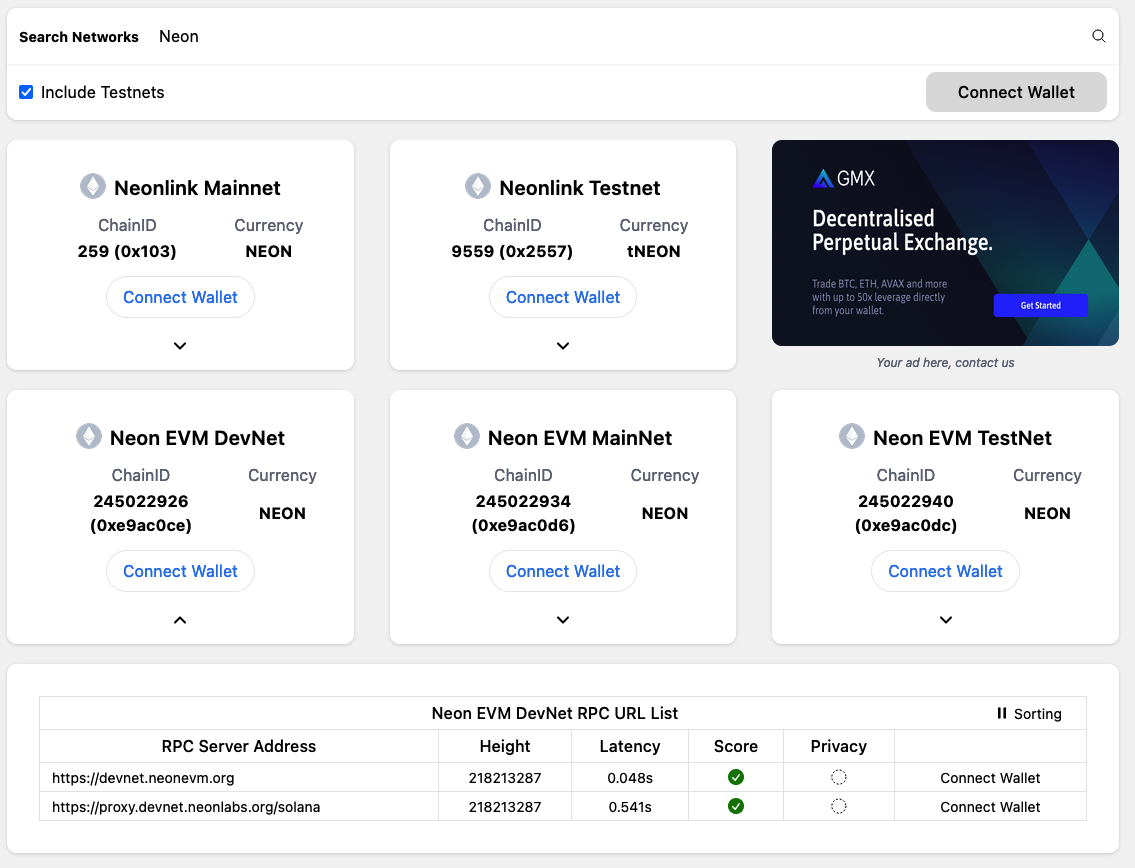 Search Networks Neon
Include Testnets
Connect Wallet
Neonlink Mainnet
ChainID Currency
259 (0x103) NEON
Connect Wallet
Neonlink Testnet
ChainID Currency
9559 (0x2557) tNEON
Connect Wallet
GMX
Decentralised
Perpetual Exchange.
Trade BTC, ETH, AVAX and more
with up to 50x leverage directly
from your wallet.
Get Started
Your ad here, contact us
Neon EVM DevNet
ChainID Currency
245022926
(0xe9ac0ce) NEON
Connect Wallet
Neon EVM MainNet
ChainID Currency
245022934
(0xe9ac0d6) NEON
Connect Wallet
Neon EVM TestNet
ChainID Currency
245022940
(0xe9ac0dc) NEON
Connect Wallet
Neon EVM DevNet RPC URL List Sorting
RPC Server Address Height Latency Score Privacy
https://devnet.neonevm.org 218213287 0.048s Connect Wallet
https://proxy.devnet.neonlabs.org/solana 218213287 0.541s Connect Wallet